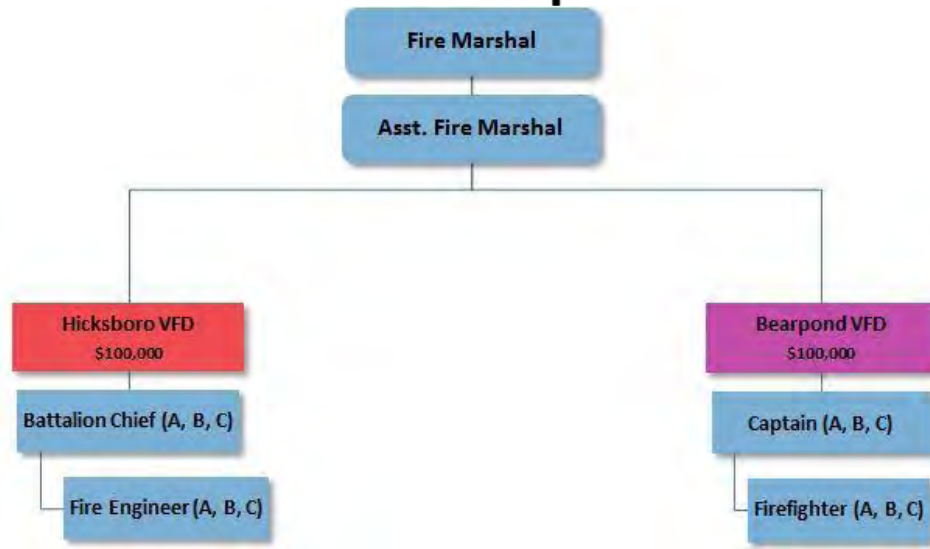 Fire Marshal
Asst. Fire Marshal
Hicksboro VFD
$100,000
Bearpond VFD
$100,000
Battalion Chief (A, B, C)
Captain (A, B, C)
Fire Engineer (A, B, C)
Firefighter (A, B, C)